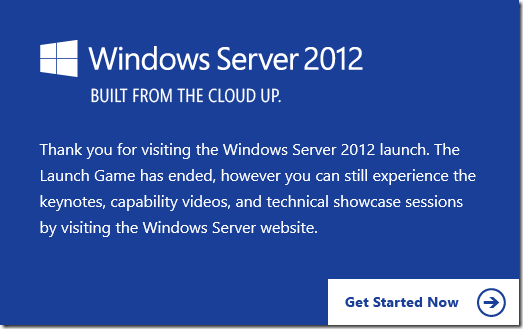 Windows Server 2012
BUILT FROM THE CLOUD UP.
Thank you for visiting the Windows Server 2012 launch. The
Launch Game has ended, however you can still experience the
keynotes, capability videos, and technical showcase sessions
by visiting the Windows Server website.
Get Started Now